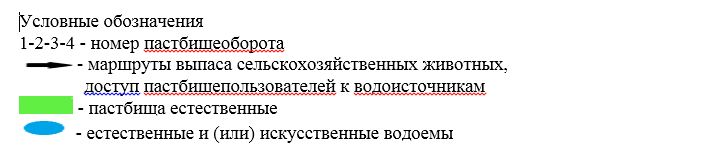 Условные обозначения
1-2-3-4 - номер пастбищеоборота
- маршруты выпаса сельскохозяйственных животных,
доступ пастбищепользователей к водоисточникам
- пастбища естественные
- естественные и (или) искусственные водоемы